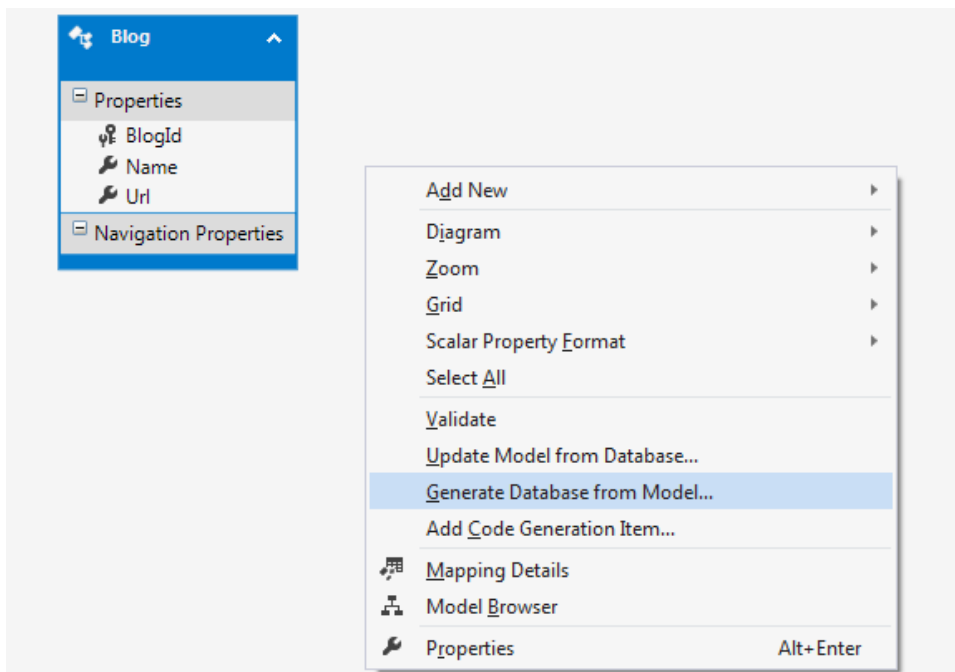 Blog
Properties
BlogId
Name
Url
Navigation Properties
Add New
Diagram
Zoom
Grid
Scalar Property Format
Select All
Validate
Update Model from Database...
Generate Database from Model...
Add Code Generation Item...
Mapping Details
Model Browser
Properties Alt+Enter